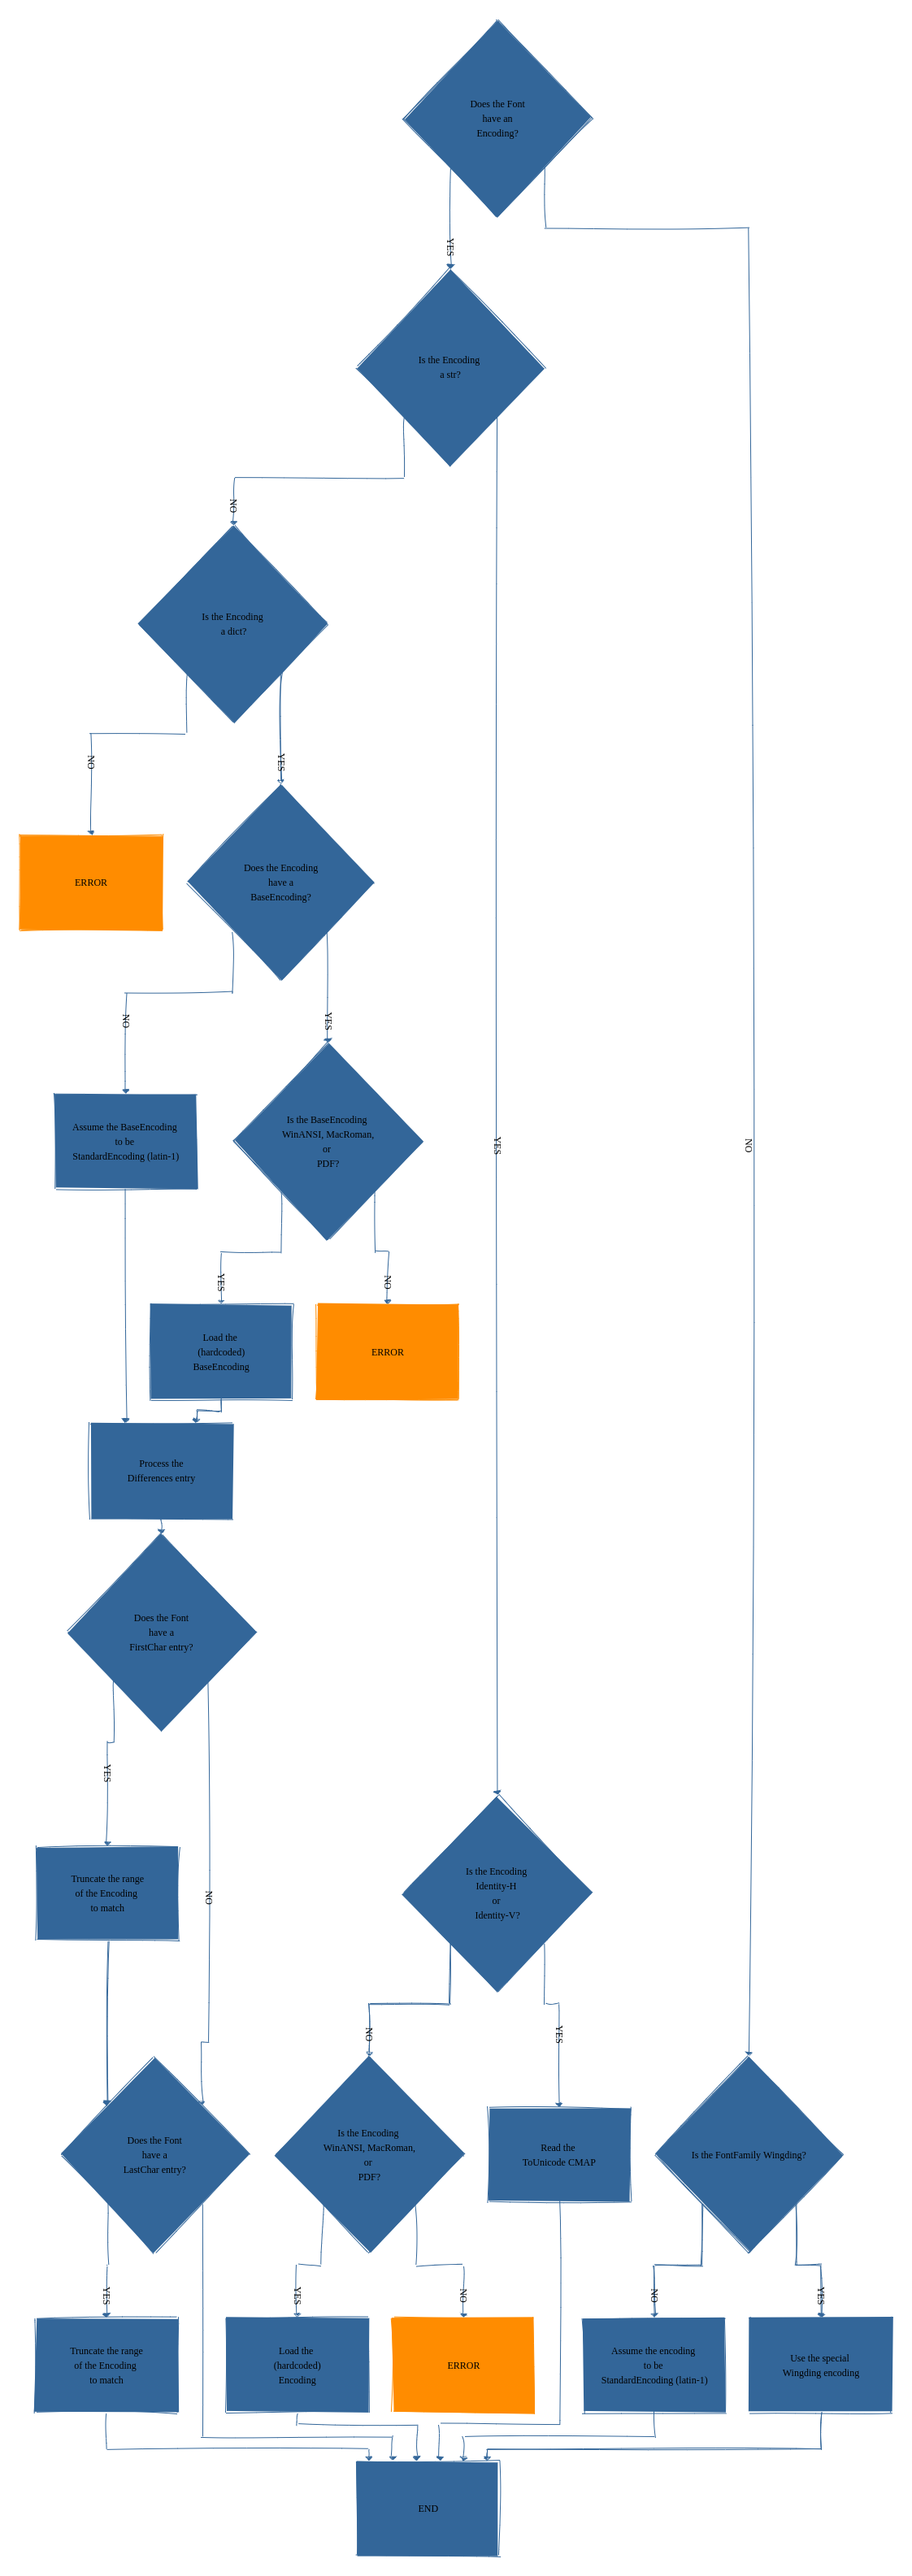 Does the Font
have an
Encoding?
YES
Is the Encoding
a str?
NO
Is the Encoding
a dict?
NO
YES
ERROR
Does the Encoding
have a
BaseEncoding?
NO
YES
Assume the BaseEncoding
to be
StandardEncoding (latin-1)
Is the BaseEncoding
WinANSI, MacRoman,
or
PDF?
YES
NO
YES
NO
Load the
(hardcoded)
BaseEncoding
ERROR
Process the
Differences entry
Does the Font
have a
FirstChar entry?
YES
Truncate the range
of the Encoding
to match
NO
Is the Encoding
Identity-H
or
Identity-V?
NO
YES
Does the Font
have a
LastChar entry?
Is the Encoding
WinANSI, MacRoman,
or
PDF?
Read the
ToUnicode CMAP
Is the FontFamily Wingding?
YES
YES
NO
NO
YES
Truncate the range
of the Encoding
to match
Load the
(hardcoded)
Encoding
ERROR
Assume the encoding
to be
StandardEncoding (latin-1)
Use the special
Wingding encoding
END